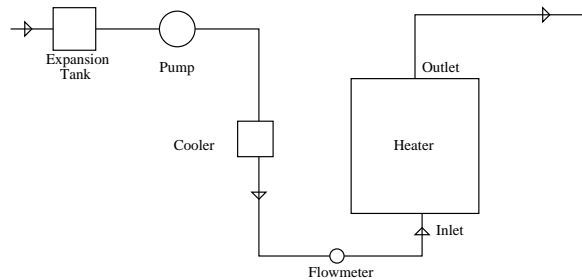 Expansion
Tank
Pump
Outlet
Cooler
Heater
Inlet
Flowmeter